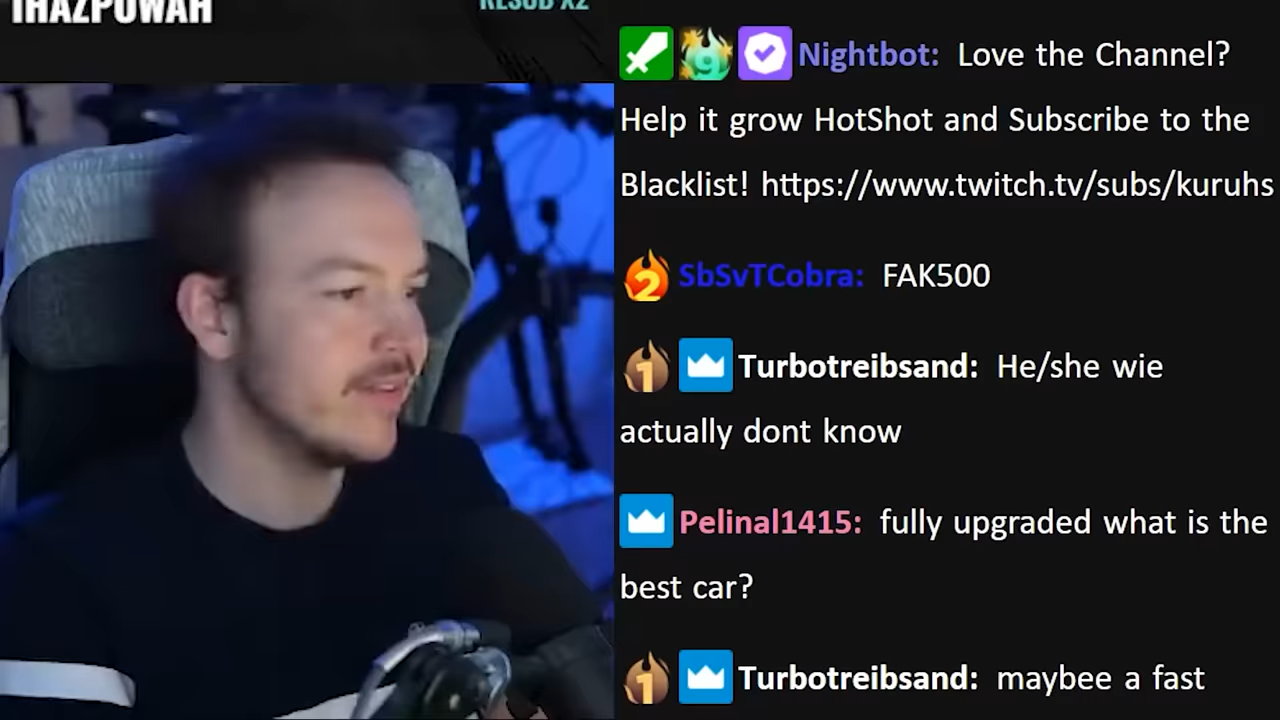 IHAZPOWAH
RESUB X2
Nightbot: Love the Channel?
Help it grow HotShot and Subscribe to the
Blacklist! https://www.twitch.tv/subs/kuruhs
SbSvTCobra: FAK500
Turbotreibsand: He/she wie
actually dont know
Pelinal1415: fully upgraded what is the
best car?
Turbotreibsand: maybee a fast